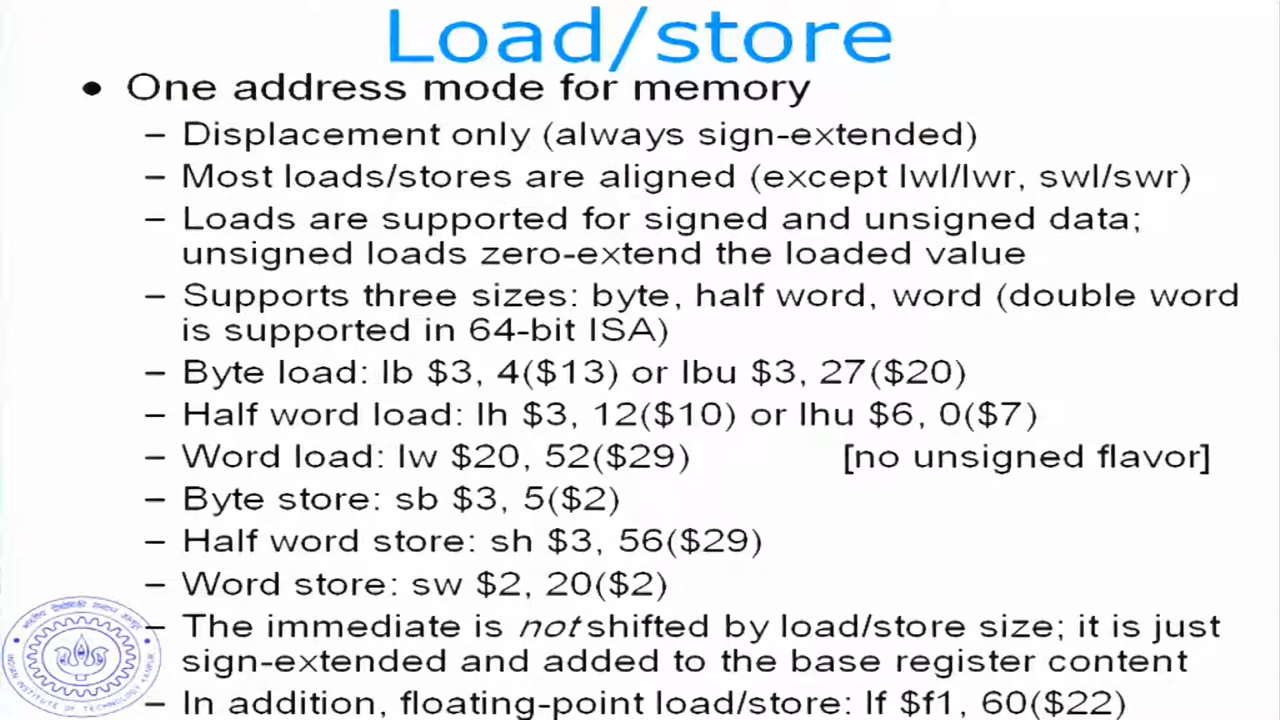 Load/store
• One address mode for memory
– Displacement only (always sign-extended)
– Most loads/stores are aligned (except lwl/lwr, swl/swr)
– Loads are supported for signed and unsigned data;
unsigned loads zero-extend the loaded value
– Supports three sizes: byte, half word, word (double word
is supported in 64-bit ISA)
– Byte load: lb $3, 4($13) or lbu $3, 27($20)
– Half word load: lh $3, 12($10) or lhu $6, 0($7)
– Word load: lw $20, 52($29) [no unsigned flavor]
– Byte store: sb $3, 5($2)
– Half word store: sh $3, 56($29)
– Word store: sw $2, 20($2)
– The immediate is not shifted by load/store size; it is just
sign-extended and added to the base register content
– In addition, floating-point load/store: lf $f1, 60($22)
INDIAN INSTITUTE OF TECHNOLOGY KANPUR